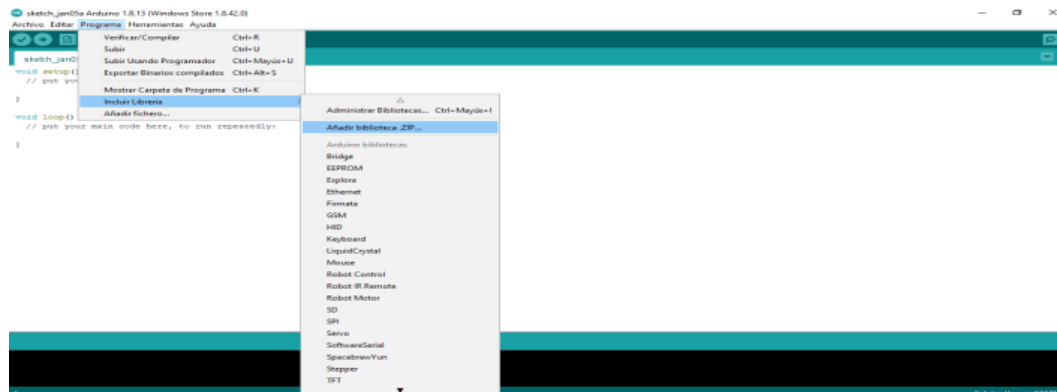 sketch_jan05a Arduino 1.8.13 (Windows Store 1.8.42.0)
Archivo Editar Programa Herramientas Ayuda
Verificar/Compilar Ctrl+R
Subir Ctrl+U
Subir Usando Programador Ctrl+Mayús+U
Exportar Binarios compilados Ctrl+Alt+S
Mostrar Carpeta de Programa Ctrl+K
Incluir Librería
Añadir fichero...
sketch_jan0
void setup()
// put you
}
void loop()
// put your main code here, to run repeatedly:
}
Administrar Bibliotecas... Ctrl+Mayús+I
Añadir biblioteca .ZIP...
Arduino bibliotecas
Bridge
EEPROM
Esplora
Ethernet
Firmata
GSM
HID
Keyboard
LiquidCrystal
Mouse
Robot Control
Robot IR Remote
Robot Motor
SD
SPI
Servo
SoftwareSerial
SpacebrewYun
Stepper
TFT